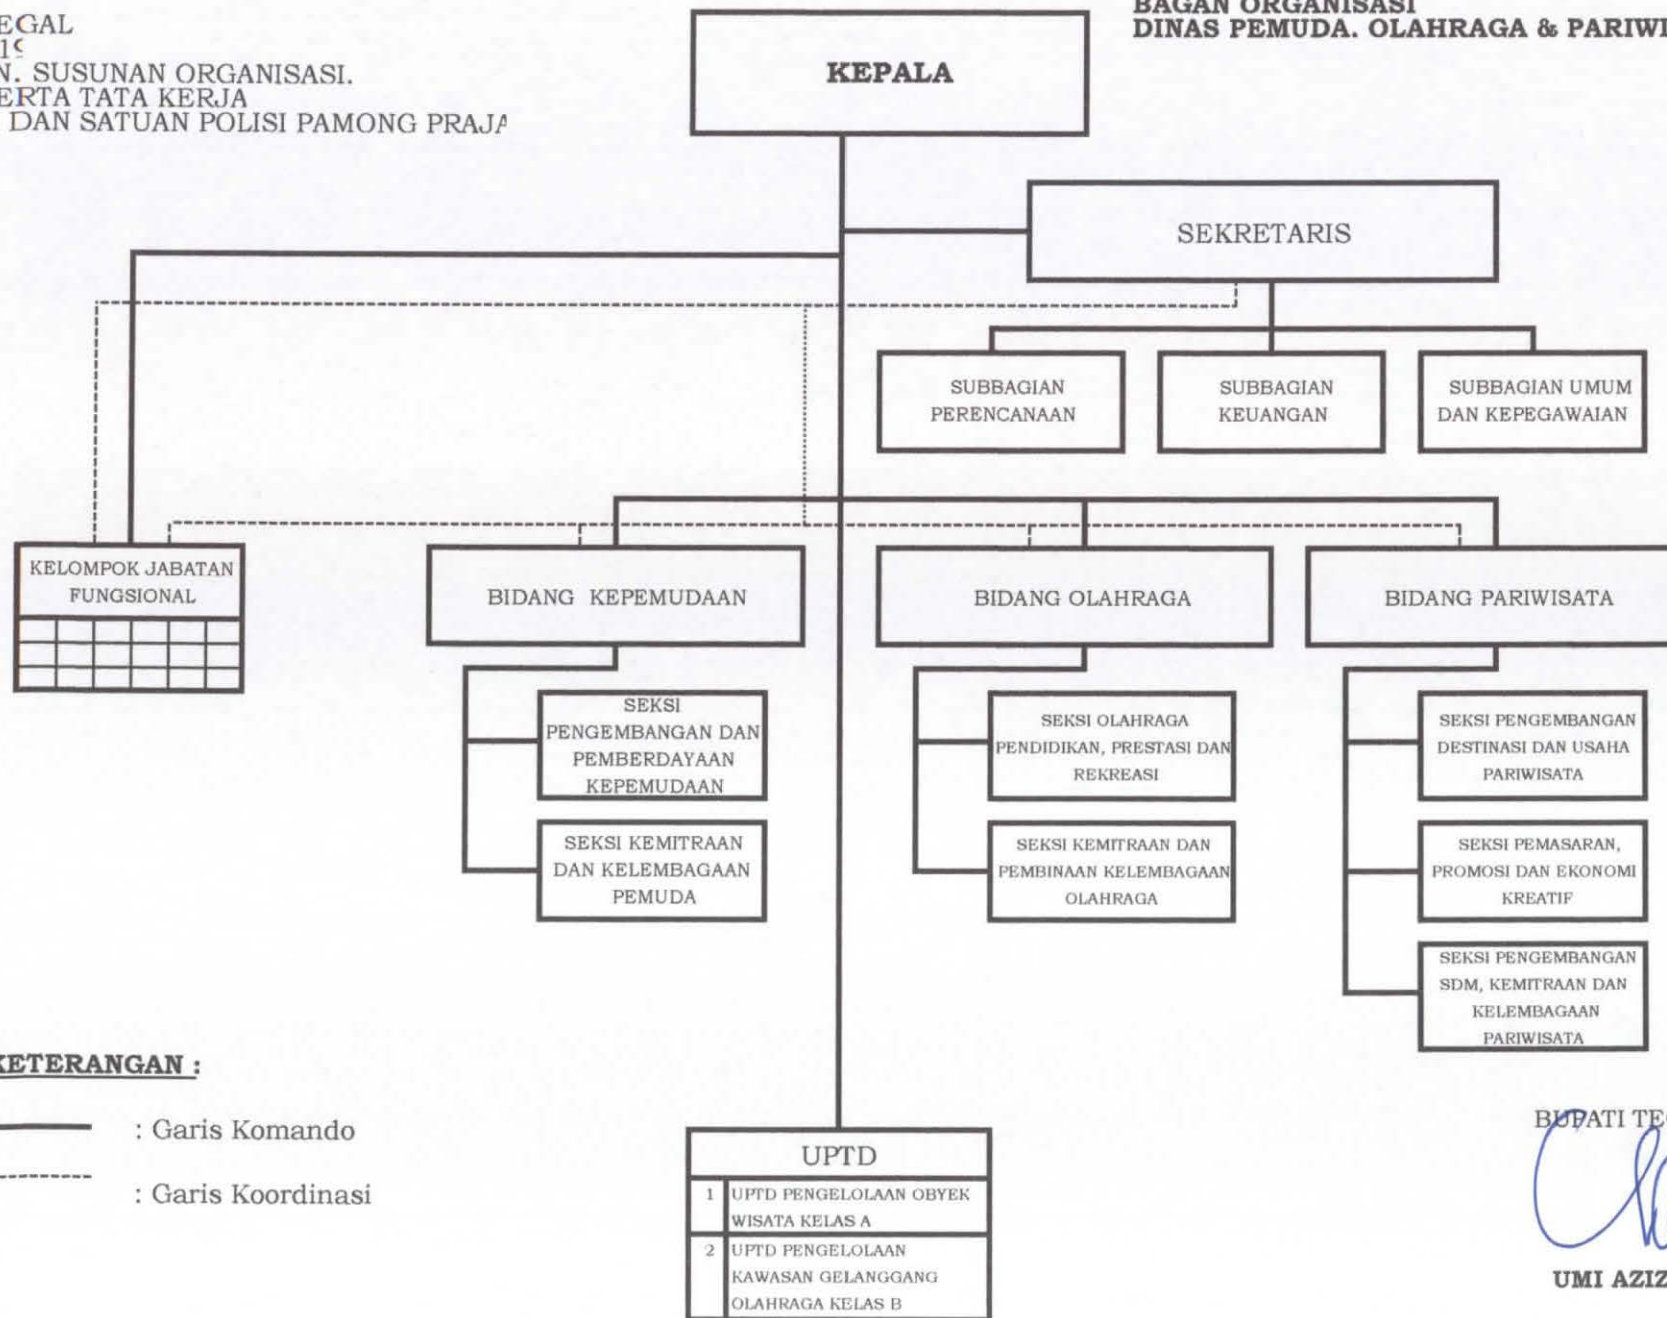 EGAL
N. SUSUNAN ORGANISASI.
ERTA TATA KERJA
DAN SATUAN POLISI PAMONG PRAJA
BAGAN ORGANISASI
DINAS PEMUDA. OLAHRAGA & PARIWI
KEPALA
SEKRETARIS
SUBBAGIAN
PERENCANAAN
SUBBAGIAN
KEUANGAN
SUBBAGIAN UMUM
DAN KEPEGAWAIAN
KELOMPOK JABATAN
FUNGSIONAL
BIDANG KEPEMUDAAN
BIDANG OLAHRAGA
BIDANG PARIWISATA
SEKSI
PENGEMBANGAN DAN
PEMBERDAYAAN
KEPEMUDAAN
SEKSI KEMITRAAN
DAN KELEMBAGAAN
PEMUDA
SEKSI OLAHRAGA
PENDIDIKAN, PRESTASI DAN
REKREASI
SEKSI KEMITRAAN DAN
PEMBINAAN KELEMBAGAAN
OLAHRAGA
SEKSI PENGEMBANGAN
DESTINASI DAN USAHA
PARIWISATA
SEKSI PEMASARAN,
PROMOSI DAN EKONOMI
KREATIF
SEKSI PENGEMBANGAN
SDM, KEMITRAAN DAN
KELEMBAGAAN
PARIWISATA
KETERANGAN :
: Garis Komando
: Garis Koordinasi
UPTD
1 UPTD PENGELOLAAN OBYEK
WISATA KELAS A
2 UPTD PENGELOLAAN
KAWASAN GELANGGANG
OLAHRAGA KELAS B
BUPATI TE
UMI AZIZ